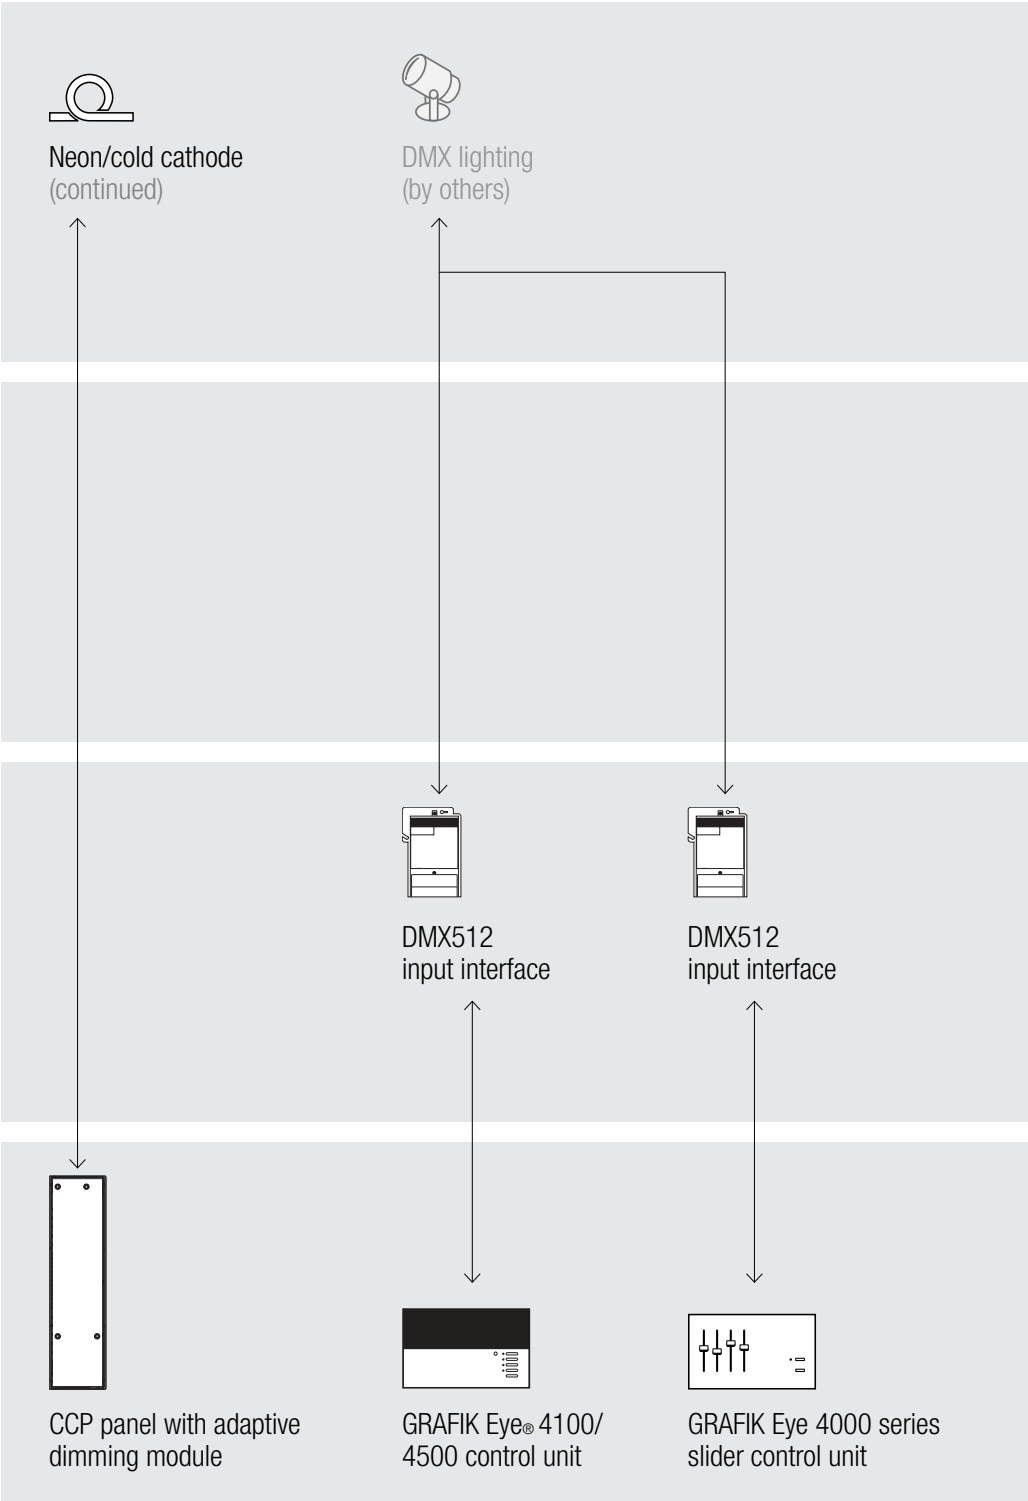 Neon/cold cathode
(continued)
DMX lighting
(by others)
DMX512
input interface
DMX512
input interface
CCP panel with adaptive
dimming module
GRAFIK Eye® 4100/
4500 control unit
GRAFIK Eye 4000 series
slider control unit